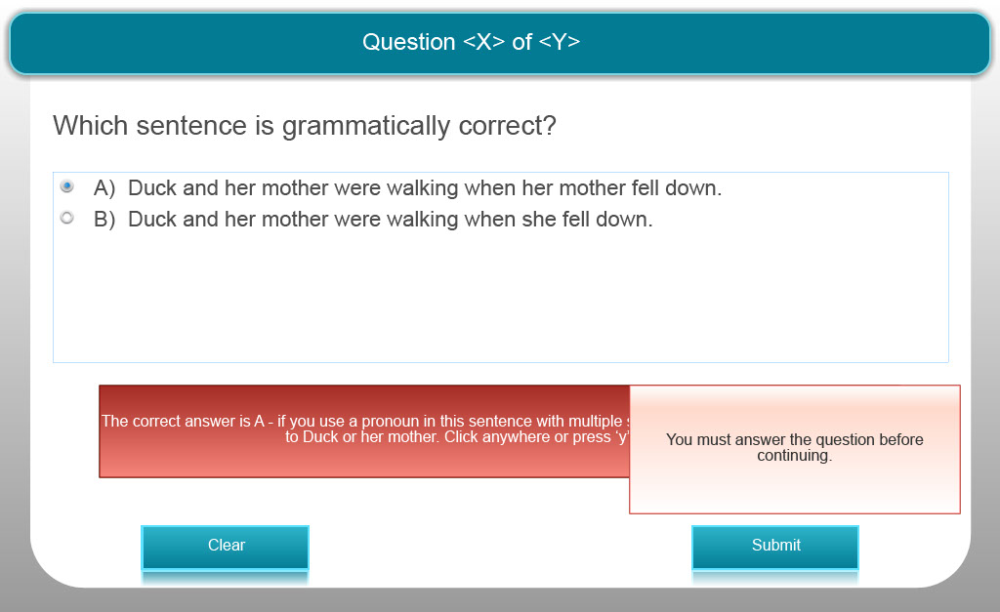 Question <X> of <Y>
Which sentence is grammatically correct?
A) Duck and her mother were walking when her mother fell down.
B) Duck and her mother were walking when she fell down.
The correct answer is A - if you use a pronoun in this sentence with multiple
to Duck or her mother. Click anywhere or press ‘y’
You must answer the question before
continuing.
Clear
Submit